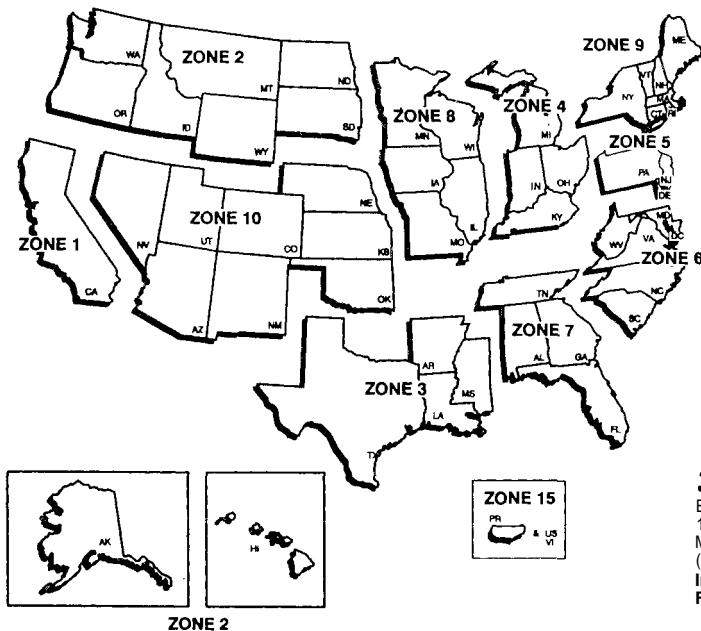 ZONE 2
WA
MT
ND
OR
ID
WY
SD
ZONE 8
MN
WI
IA
IL
MO
ZONE 4
MI
IN
OH
KY
ZONE 9
ME
VT
NH
NY
MA
CT
RI
ZONE 5
PA
NJ
DE
MD
DC
WV
VA
ZONE 6
NC
SC
ZONE 1
CA
ZONE 10
NV
UT
CO
NE
KS
OK
AZ
NM
ZONE 3
TX
AR
LA
MS
ZONE 7
TN
AL
GA
FL
AK
HI
ZONE 2
ZONE 15
PR
& US
VI